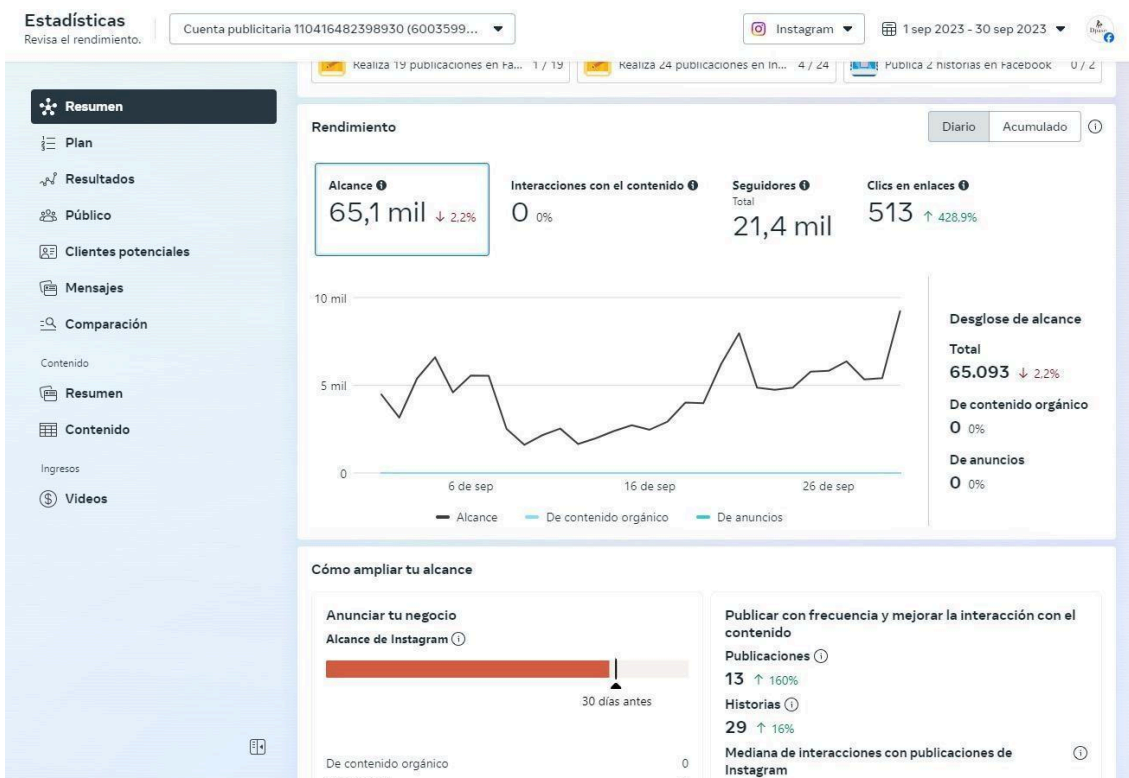 Estadísticas
Revisa el rendimiento.
Cuenta publicitaria 110416482398930 (6003599...
Instagram
1 sep 2023 - 30 sep 2023
Realiza 19 publicaciones en Fa... 1 / 19
Realiza 24 publicaciones en In... 4 / 24
Publica 2 historias en Facebook 0 / 2
Resumen
Plan
Resultados
Público
Clientes potenciales
Mensajes
Comparación
Contenido
Resumen
Contenido
Ingresos
Videos
Rendimiento
Diario
Acumulado
Alcance
65,1 mil ↓ 2,2%
Interacciones con el contenido
0 0%
Seguidores
Total
21,4 mil
Clics en enlaces
513 ↑ 428,9%
10 mil
5 mil
0
6 de sep
16 de sep
26 de sep
Alcance
De contenido orgánico
De anuncios
Desglose de alcance
Total
65.093 ↓ 2,2%
De contenido orgánico
0 0%
De anuncios
0 0%
Cómo ampliar tu alcance
Anunciar tu negocio
Alcance de Instagram
30 días antes
De contenido orgánico 0
Publicar con frecuencia y mejorar la interacción con el
contenido
Publicaciones
13 ↑ 160%
Historias
29 ↑ 16%
Mediana de interacciones con publicaciones de
Instagram